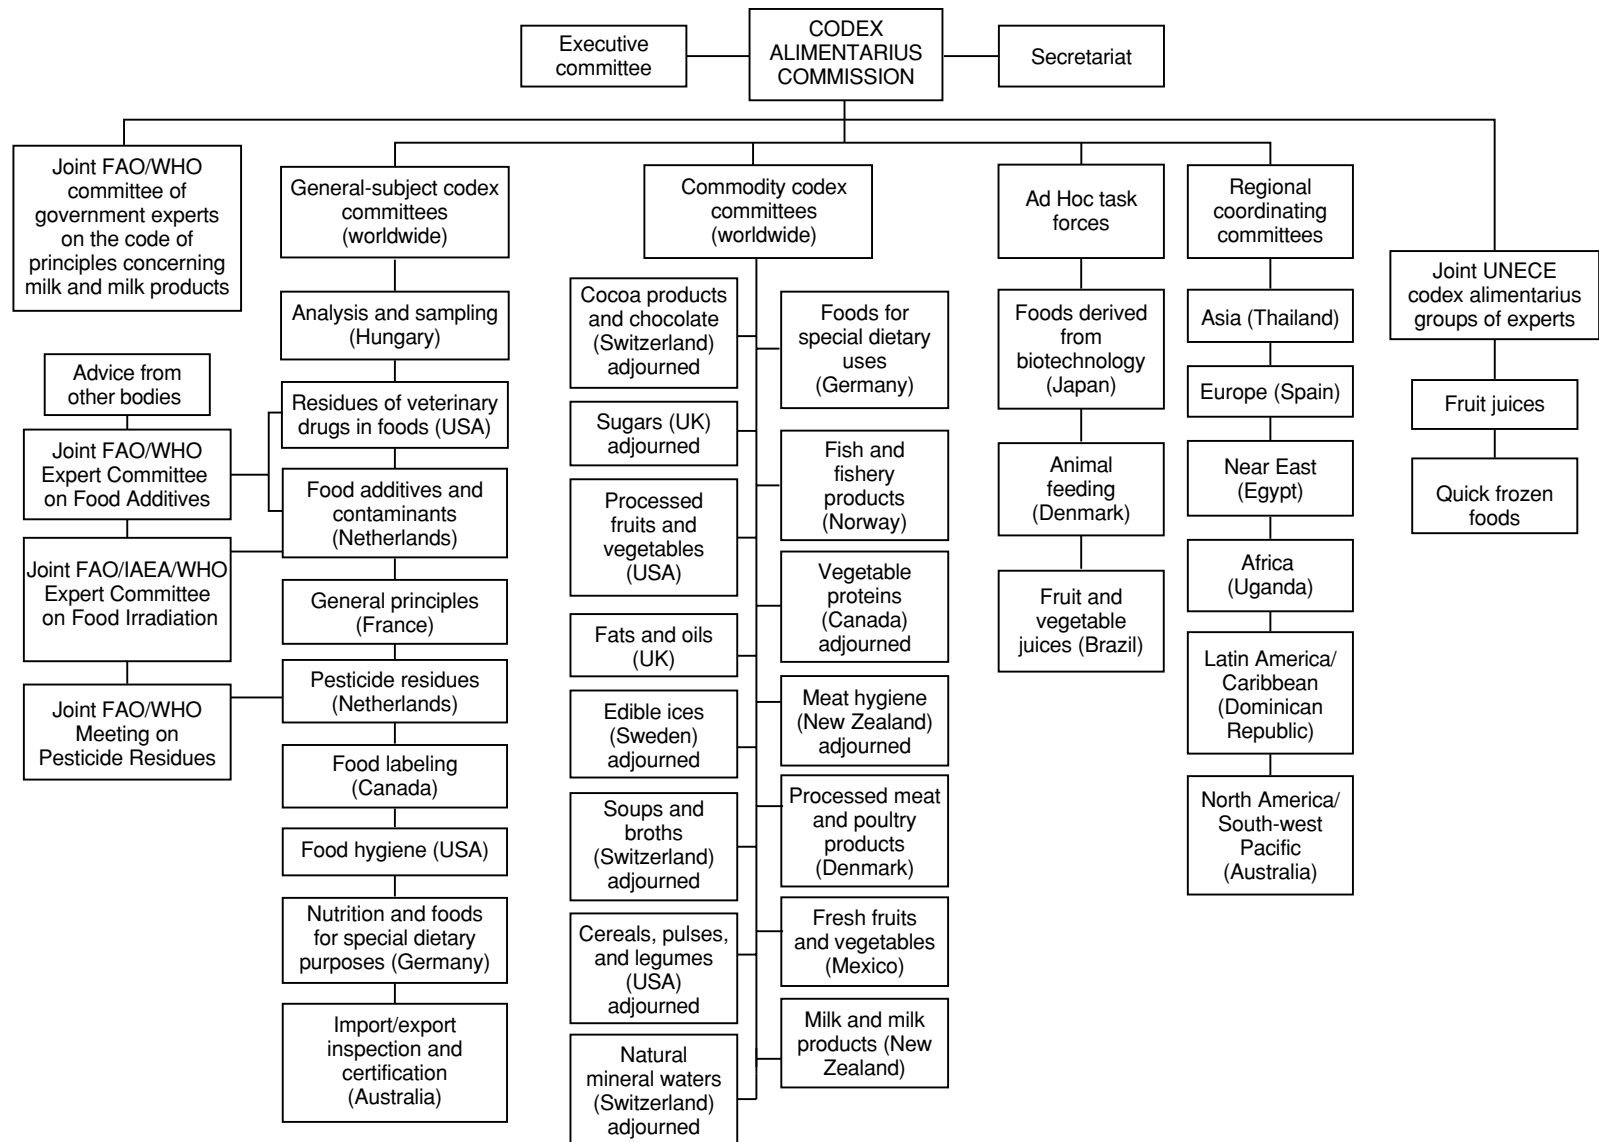 CODEX
ALIMENTARIUS
COMMISSION
Executive
committee
Secretariat
Joint FAO/WHO
committee of
government experts
on the code of
principles concerning
milk and milk products
General-subject codex
committees
(worldwide)
Commodity codex
committees
(worldwide)
Ad Hoc task
forces
Regional
coordinating
committees
Joint UNECE
codex alimentarius
groups of experts
Advice from
other bodies
Joint FAO/WHO
Expert Committee
on Food Additives
Joint FAO/IAEA/WHO
Expert Committee
on Food Irradiation
Joint FAO/WHO
Meeting on
Pesticide Residues
Analysis and sampling
(Hungary)
Residues of veterinary
drugs in foods (USA)
Food additives and
contaminants
(Netherlands)
General principles
(France)
Pesticide residues
(Netherlands)
Food labeling
(Canada)
Food hygiene (USA)
Nutrition and foods
for special dietary
purposes (Germany)
Import/export
inspection and
certification
(Australia)
Cocoa products
and chocolate
(Switzerland)
adjourned
Sugars (UK)
adjourned
Processed
fruits and
vegetables
(USA)
Fats and oils
(UK)
Edible ices
(Sweden)
adjourned
Soups and
broths
(Switzerland)
adjourned
Cereals, pulses,
and legumes
(USA)
adjourned
Natural
mineral waters
(Switzerland)
adjourned
Foods for
special dietary
uses
(Germany)
Fish and
fishery
products
(Norway)
Vegetable
proteins
(Canada)
adjourned
Meat hygiene
(New Zealand)
adjourned
Processed meat
and poultry
products
(Denmark)
Fresh fruits
and vegetables
(Mexico)
Milk and milk
products (New
Zealand)
Foods derived
from
biotechnology
(Japan)
Animal
feeding
(Denmark)
Fruit and
vegetable
juices (Brazil)
Asia (Thailand)
Europe (Spain)
Near East
(Egypt)
Africa
(Uganda)
Latin America/
Caribbean
(Dominican
Republic)
North America/
South-west
Pacific
(Australia)
Fruit juices
Quick frozen
foods